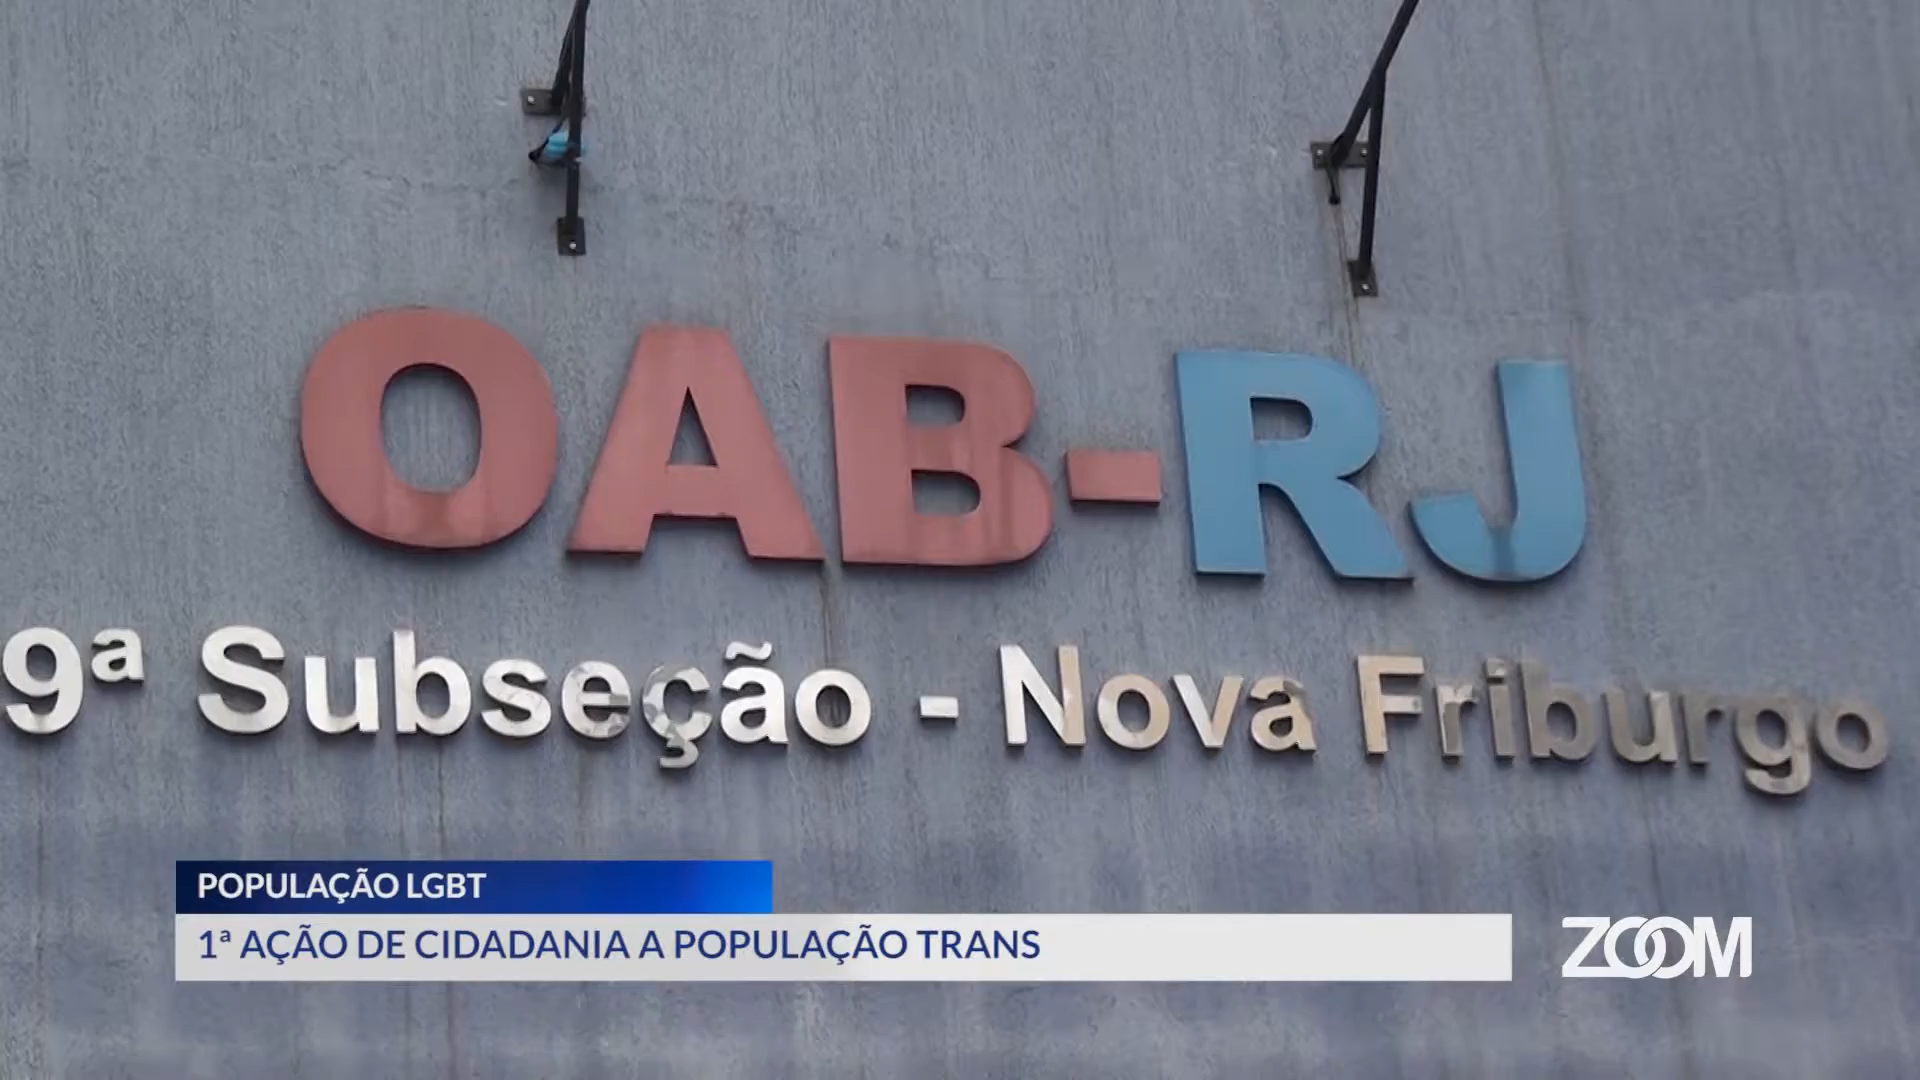 OAB-RJ
9ª Subseção - Nova Friburgo
POPULAÇÃO LGBT
1ª AÇÃO DE CIDADANIA A POPULAÇÃO TRANS
ZOOM